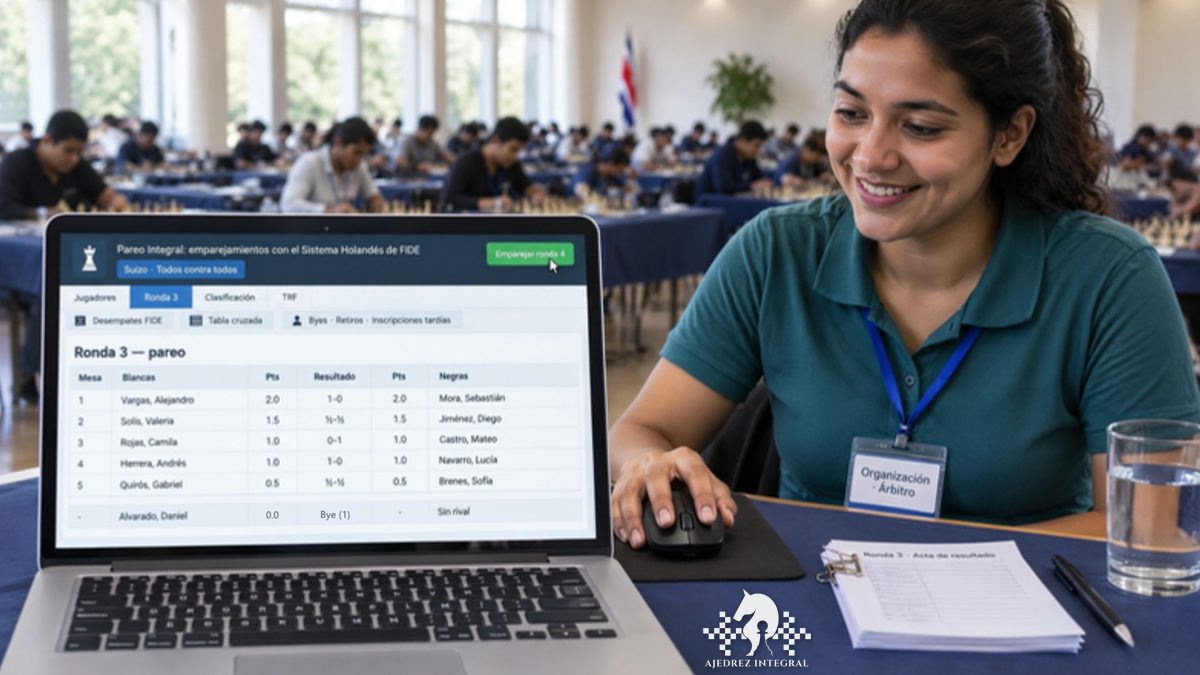 Pareo Integral: emparejamientos con el Sistema Holandés de FIDE
Suizo · Todos contra todos
Emparejar ronda 4
Jugadores Ronda 3 Clasificación TRF
Desempates FIDE Tabla cruzada Byes · Retiros · Inscripciones tardías
Ronda 3 — pareo
Mesa Blancas Pts Resultado Pts Negras
1 Vargas, Alejandro 2.0 1-0 2.0 Mora, Sebastián
2 Solís, Valeria 1.5 ½-½ 1.5 Jiménez, Diego
3 Rojas, Camila 1.0 0-1 1.0 Castro, Mateo
4 Herrera, Andrés 1.0 1-0 1.0 Navarro, Lucía
5 Quirós, Gabriel 0.5 ½-½ 0.5 Brenes, Sofía
- Alvarado, Daniel 0.0 Bye (1) - Sin rival
Organización
· Árbitro
Ronda 3 - Acta de resultado
AJEDREZ INTEGRAL